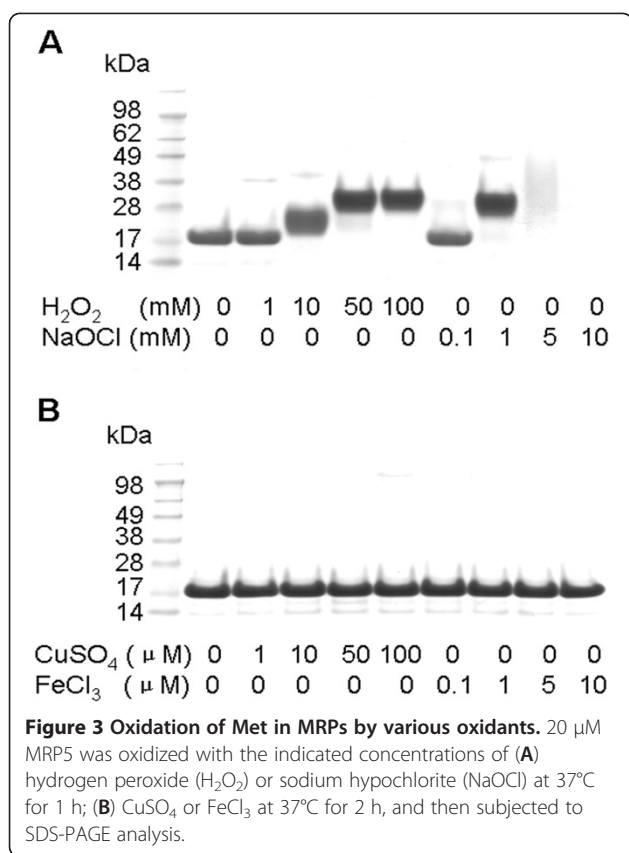 A
kDa
98
62
49
38
28
17
14
H₂O₂ (mM) 0 1 10 50 100 0 0 0 0
NaOCl (mM) 0 0 0 0 0 0.1 1 5 10
B
kDa
98
49
38
28
17
14
CuSO₄ ( μ M) 0 1 10 50 100 0 0 0 0
FeCl₃ ( μ M) 0 0 0 0 0 0.1 1 5 10
Figure 3 Oxidation of Met in MRPs by various oxidants. 20 μM
MRP5 was oxidized with the indicated concentrations of (A)
hydrogen peroxide (H₂O₂) or sodium hypochlorite (NaOCl) at 37°C
for 1 h; (B) CuSO₄ or FeCl₃ at 37°C for 2 h, and then subjected to
SDS-PAGE analysis.